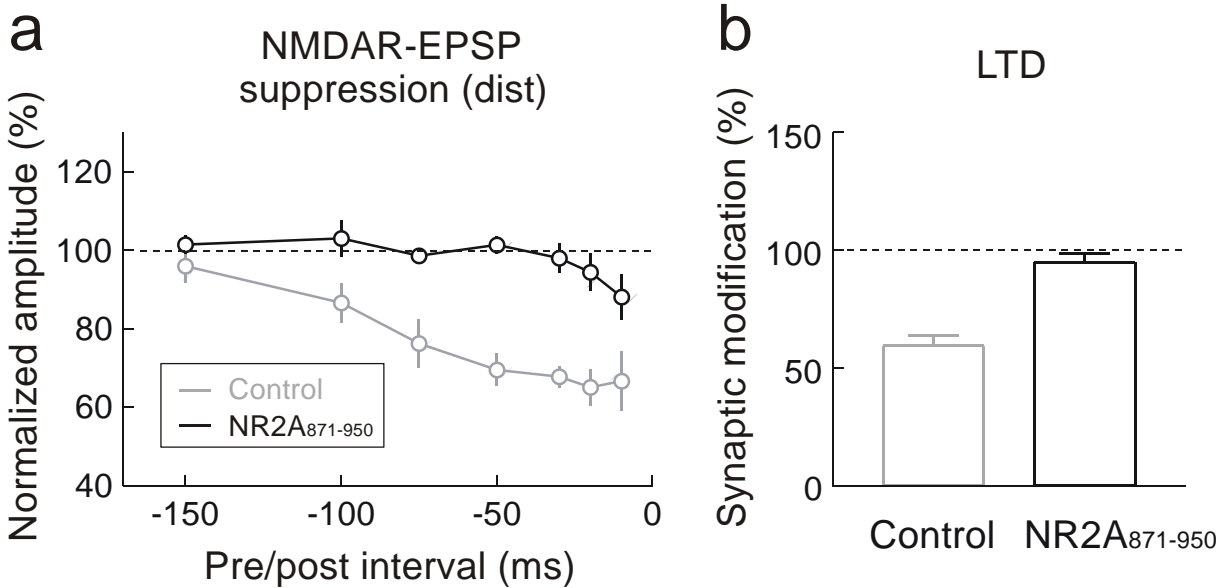 a
NMDAR-EPSP
suppression (dist)
Normalized amplitude (%)
120
100
80
60
40
Control
NR2A871-950
-150
-100
-50
0
Pre/post interval (ms)
b
LTD
Synaptic modification (%)
150
100
50
0
Control
NR2A871-950